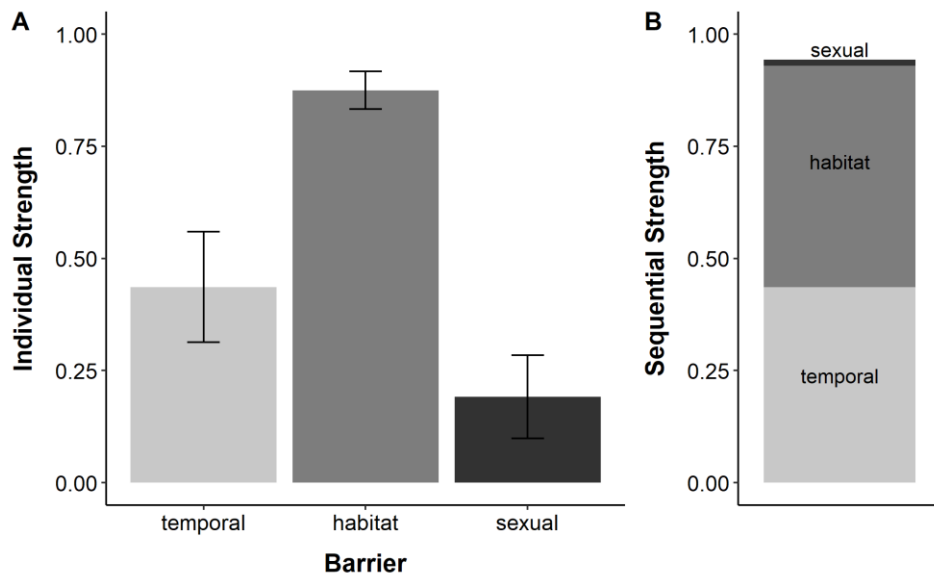 A
Individual Strength
1.00
0.75
0.50
0.25
0.00
temporal habitat sexual
Barrier
B
Sequential Strength
1.00
0.75
0.50
0.25
0.00
sexual
habitat
temporal